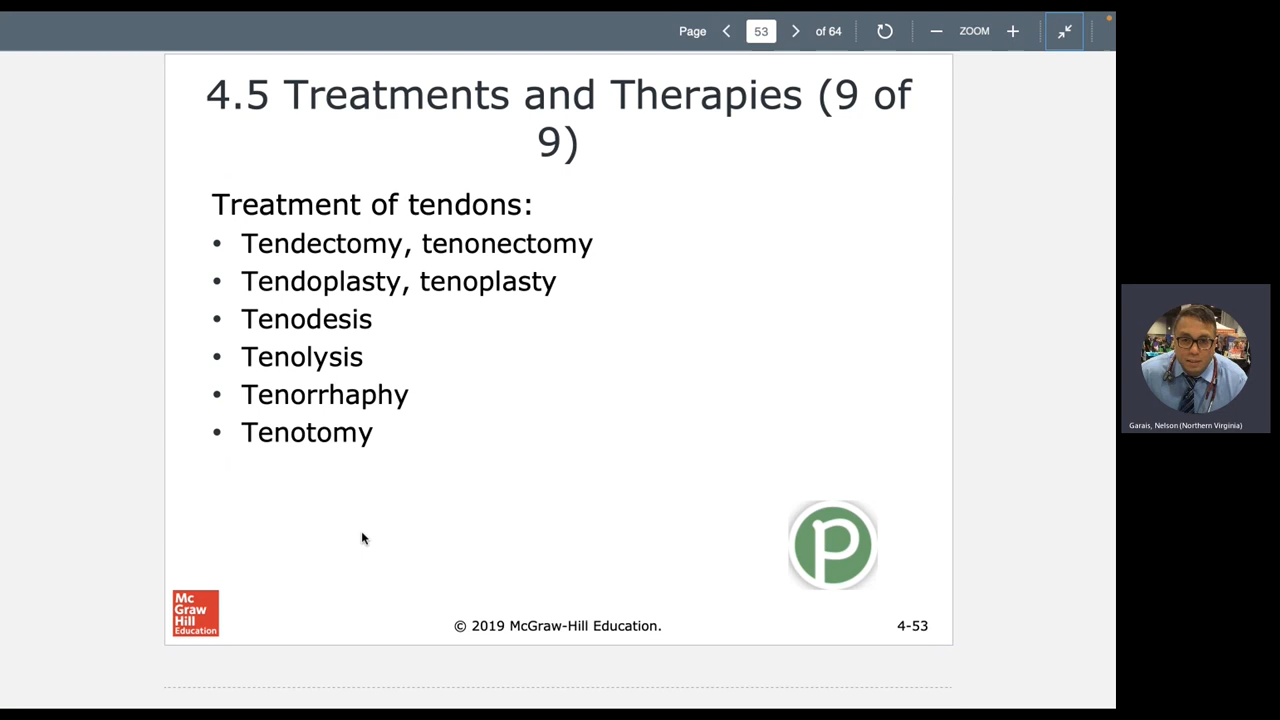 Page 53 of 64 ZOOM
4.5 Treatments and Therapies (9 of
9)
Treatment of tendons:
• Tendectomy, tenonectomy
• Tendoplasty, tenoplasty
• Tenodesis
• Tenolysis
• Tenorrhaphy
• Tenotomy
p
Mc
Graw
Hill
Education
© 2019 McGraw-Hill Education.
4-53
Garais, Nelson (Northern Virginia)